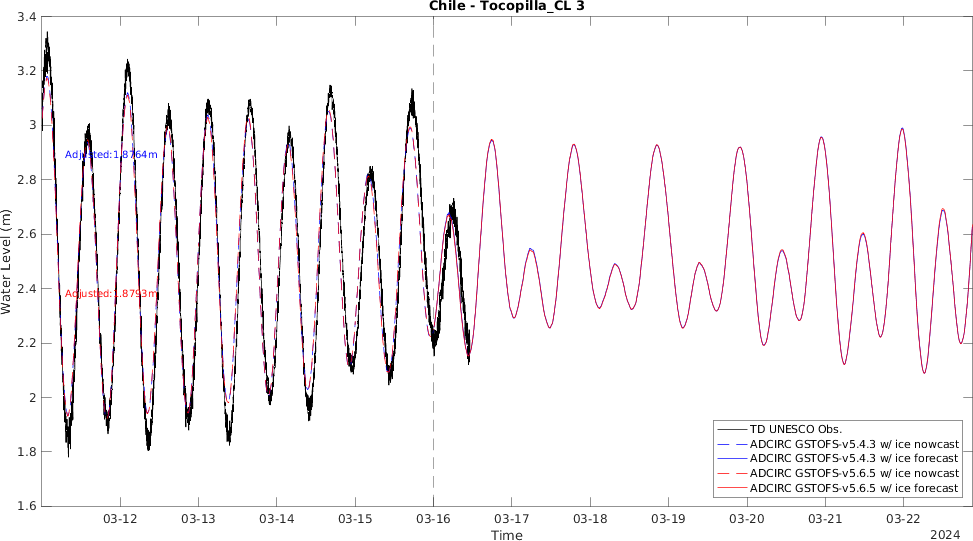 Chile - Tocopilla_CL 3
3.4
3.2
3
2.8
2.6
2.4
2.2
2
1.8
1.6
Water Level (m)
Adjusted:1.8764m
Adjusted:1.8793m
TD UNESCO Obs.
ADCIRC GSTOFS-v5.4.3 w/ ice nowcast
ADCIRC GSTOFS-v5.4.3 w/ ice forecast
ADCIRC GSTOFS-v5.6.5 w/ ice nowcast
ADCIRC GSTOFS-v5.6.5 w/ ice forecast
03-12 03-13 03-14 03-15 03-16 03-17 03-18 03-19 03-20 03-21 03-22
Time
2024